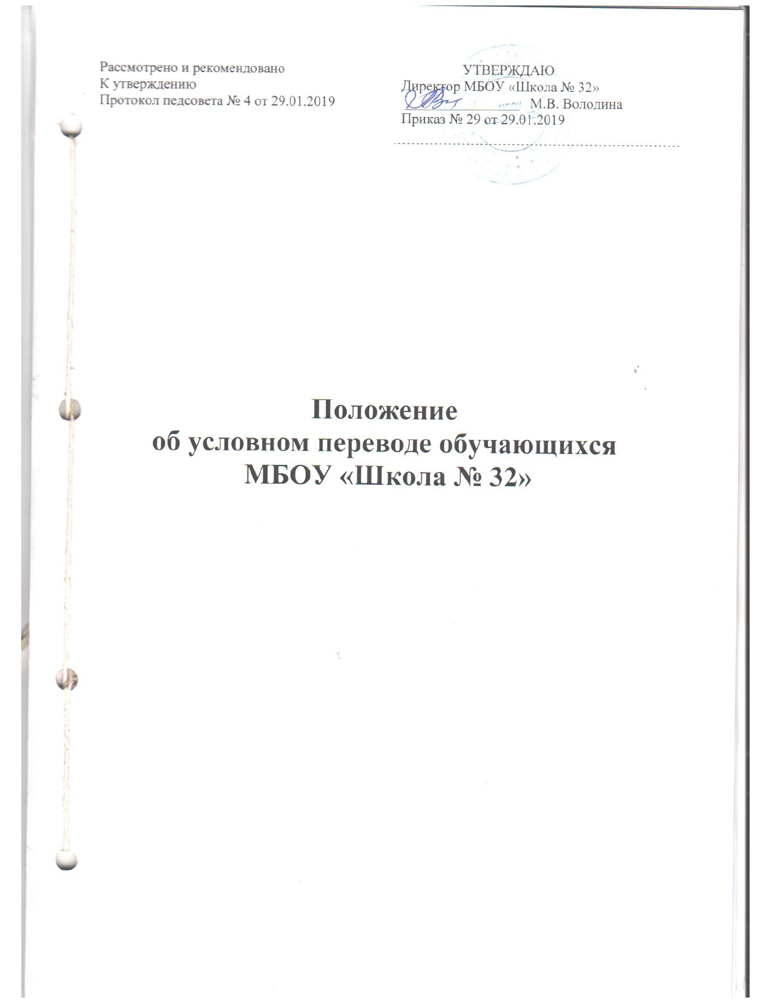 Рассмотрено и рекомендовано
К утверждению
Протокол педсовета № 4 от 29.01.2019
УТВЕРЖДАЮ
Директор МБОУ «Школа № 32»
М.В. Володина
Приказ № 29 от 29.01.2019
Положение
об условном переводе обучающихся
МБОУ «Школа № 32»